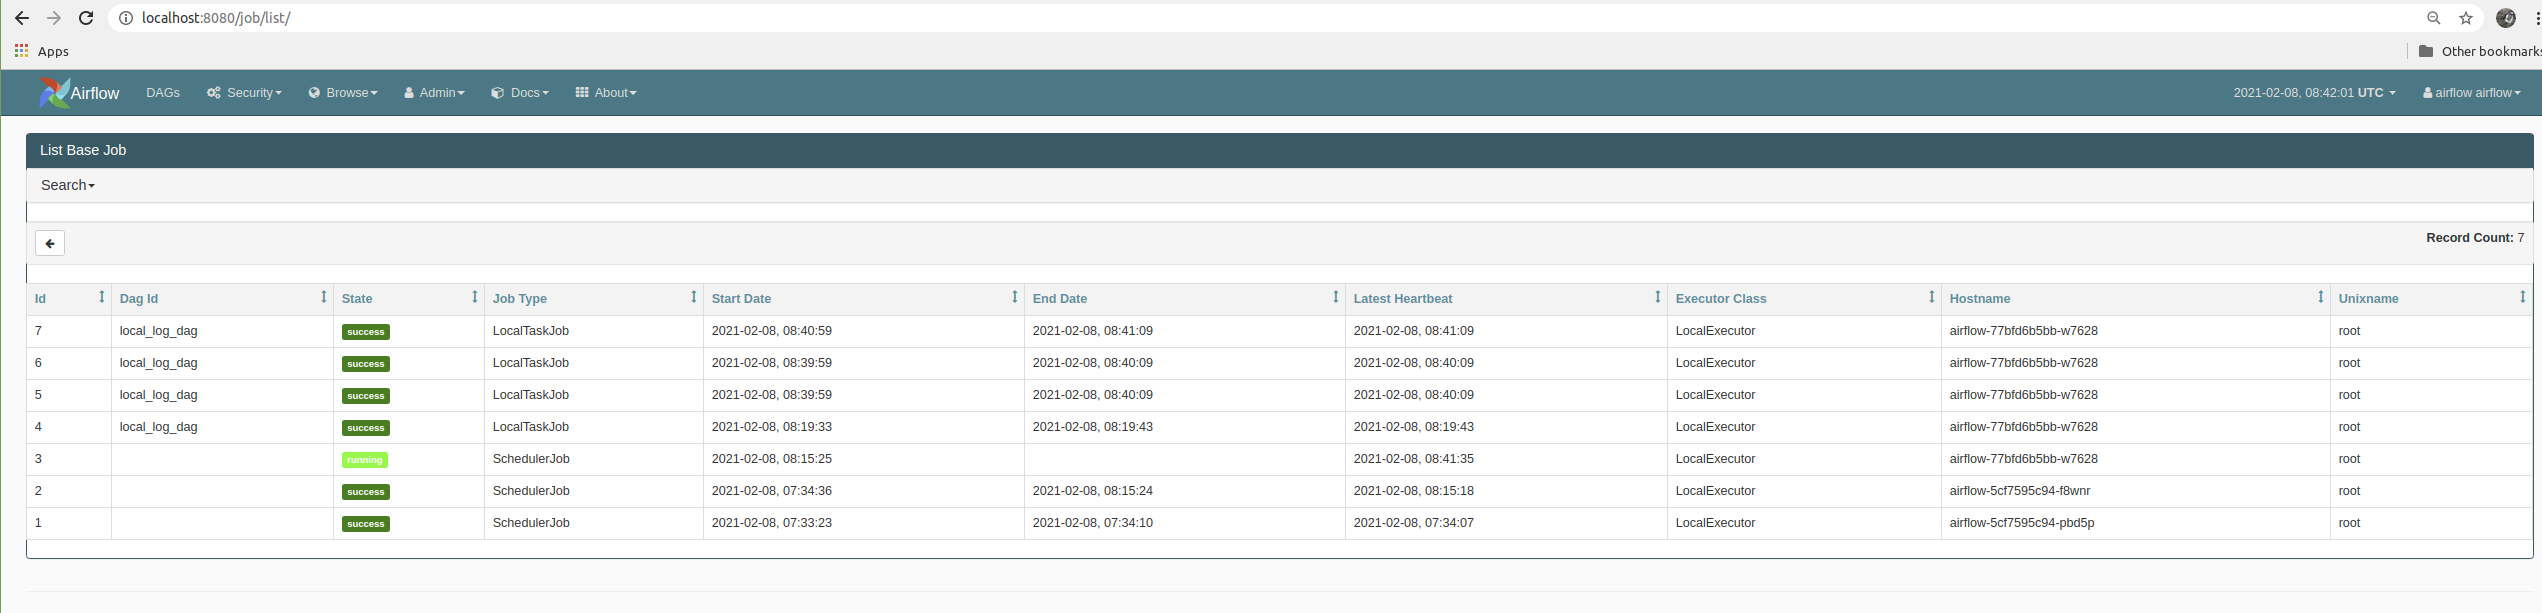 localhost:8080/job/list/
Apps
Other bookmarks
Airflow DAGs Security Browse Admin Docs About 2021-02-08, 08:42:01 UTC airflow airflow
List Base Job
Search
Record Count: 7
Id Dag Id State Job Type Start Date End Date Latest Heartbeat Executor Class Hostname Unixname
7 local_log_dag success LocalTaskJob 2021-02-08, 08:40:59 2021-02-08, 08:41:09 2021-02-08, 08:41:09 LocalExecutor airflow-77bfd6b5bb-w7628 root
6 local_log_dag success LocalTaskJob 2021-02-08, 08:39:59 2021-02-08, 08:40:09 2021-02-08, 08:40:09 LocalExecutor airflow-77bfd6b5bb-w7628 root
5 local_log_dag success LocalTaskJob 2021-02-08, 08:39:59 2021-02-08, 08:40:09 2021-02-08, 08:40:09 LocalExecutor airflow-77bfd6b5bb-w7628 root
4 local_log_dag success LocalTaskJob 2021-02-08, 08:19:33 2021-02-08, 08:19:43 2021-02-08, 08:19:43 LocalExecutor airflow-77bfd6b5bb-w7628 root
3 running SchedulerJob 2021-02-08, 08:15:25 2021-02-08, 08:41:35 LocalExecutor airflow-77bfd6b5bb-w7628 root
2 success SchedulerJob 2021-02-08, 07:34:36 2021-02-08, 08:15:24 2021-02-08, 08:15:18 LocalExecutor airflow-5cf7595c94-f8wnr root
1 success SchedulerJob 2021-02-08, 07:33:23 2021-02-08, 07:34:10 2021-02-08, 07:34:07 LocalExecutor airflow-5cf7595c94-pbd5p root